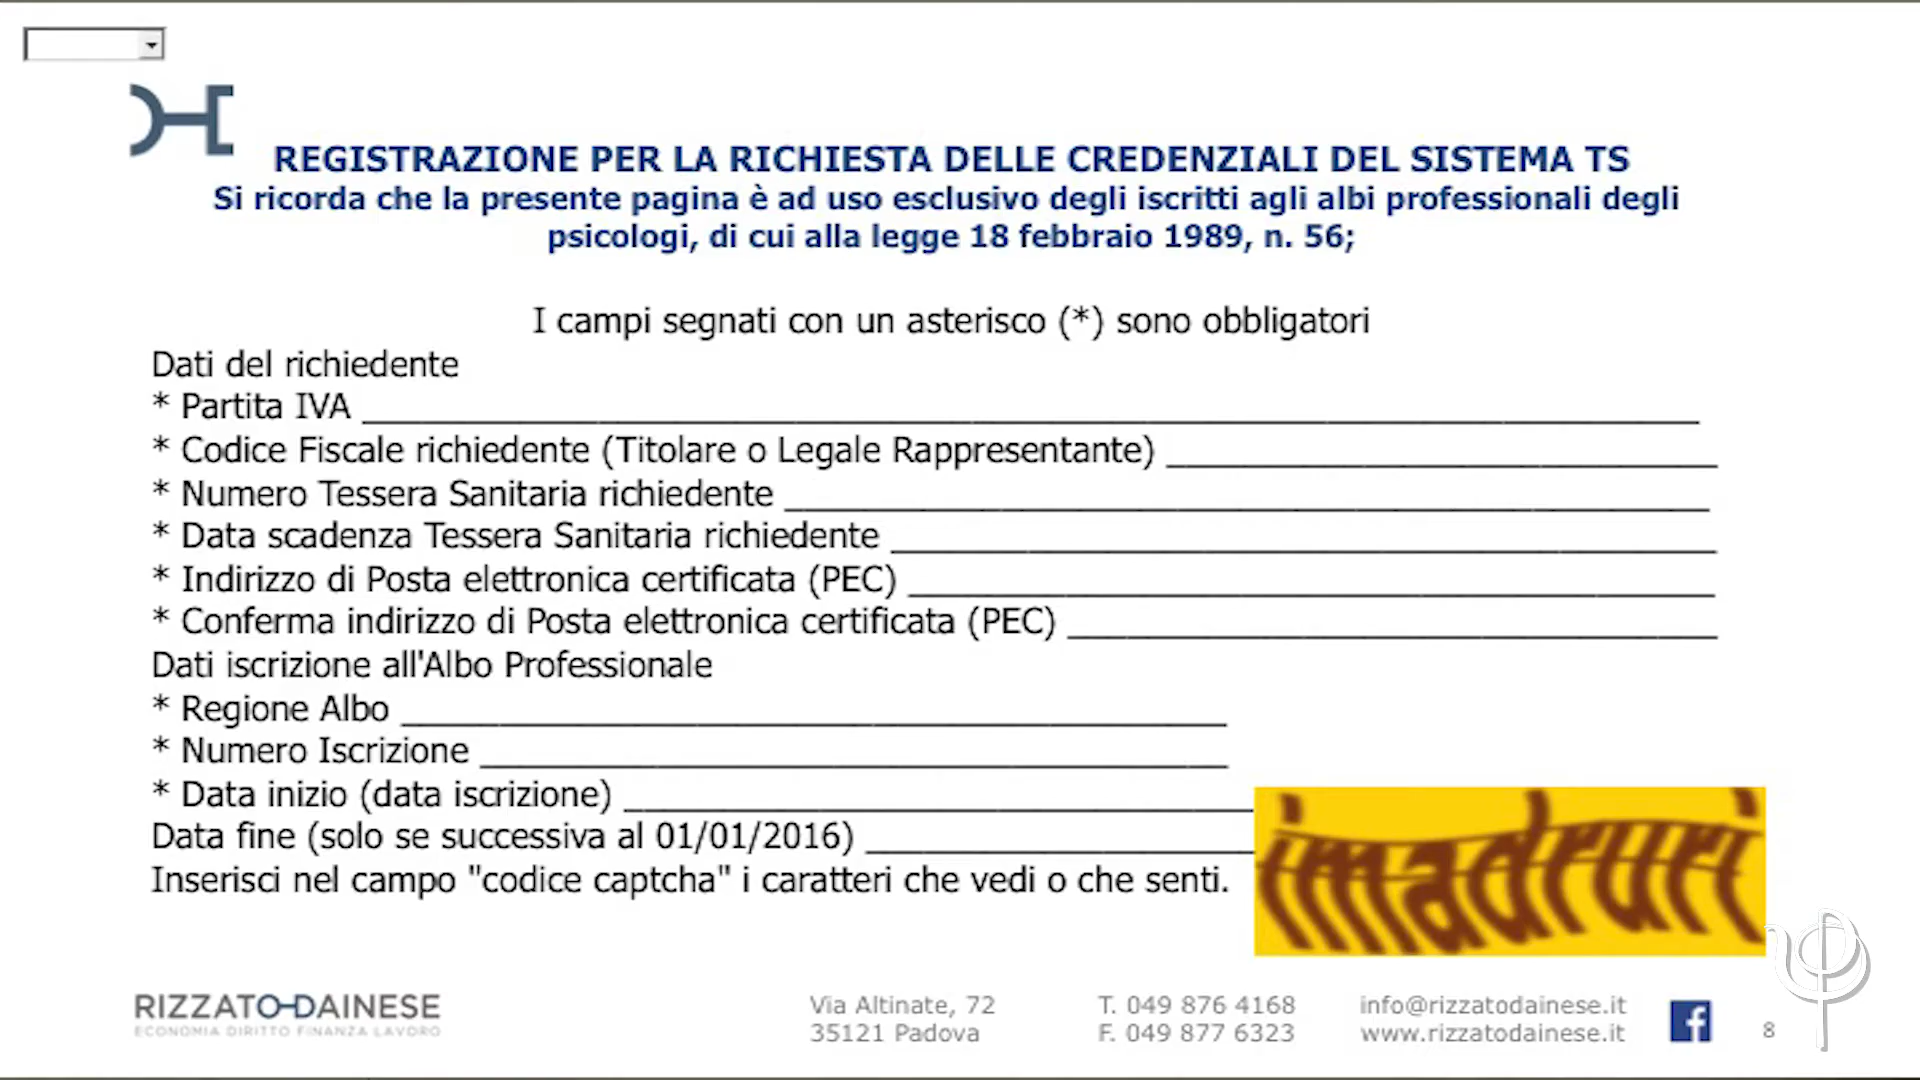 REGISTRAZIONE PER LA RICHIESTA DELLE CREDENZIALI DEL SISTEMA TS
Si ricorda che la presente pagina è ad uso esclusivo degli iscritti agli albi professionali degli
psicologi, di cui alla legge 18 febbraio 1989, n. 56;
I campi segnati con un asterisco (*) sono obbligatori
Dati del richiedente
* Partita IVA
* Codice Fiscale richiedente (Titolare o Legale Rappresentante)
* Numero Tessera Sanitaria richiedente
* Data scadenza Tessera Sanitaria richiedente
* Indirizzo di Posta elettronica certificata (PEC)
* Conferma indirizzo di Posta elettronica certificata (PEC)
Dati iscrizione all'Albo Professionale
* Regione Albo
* Numero Iscrizione
* Data inizio (data iscrizione)
Data fine (solo se successiva al 01/01/2016)
Inserisci nel campo "codice captcha" i caratteri che vedi o che senti.
imadruri
RIZZATO DAINESE
ECONOMIA DIRITTO FINANZA LAVORO
Via Altinate, 72
35121 Padova
T. 049 876 4168
F. 049 877 6323
info@rizzatodainese.it
www.rizzatodainese.it
8